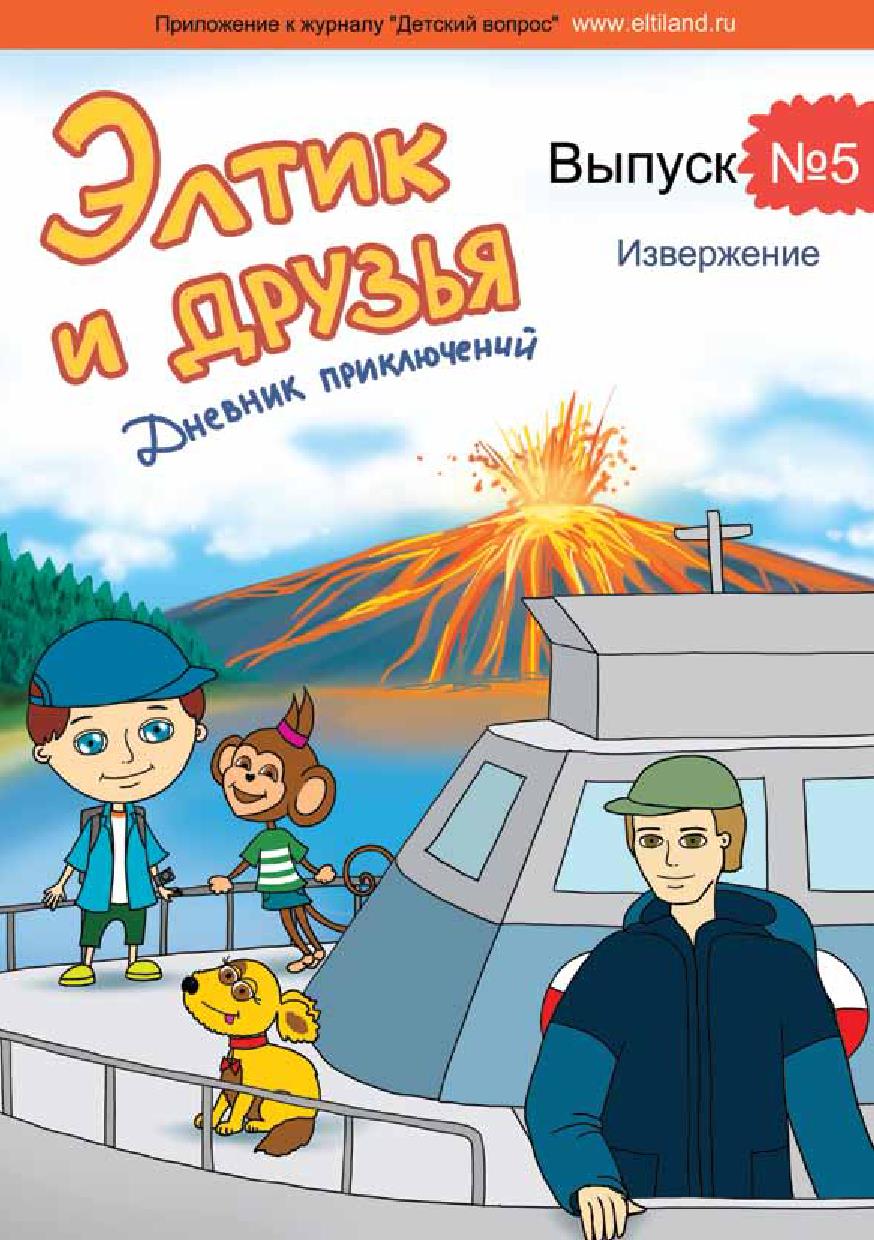 Приложение к журналу "Детский вопрос" www.eltiland.ru
Элтик
и друзья
Дневник приключений
Выпуск №5
Извержение